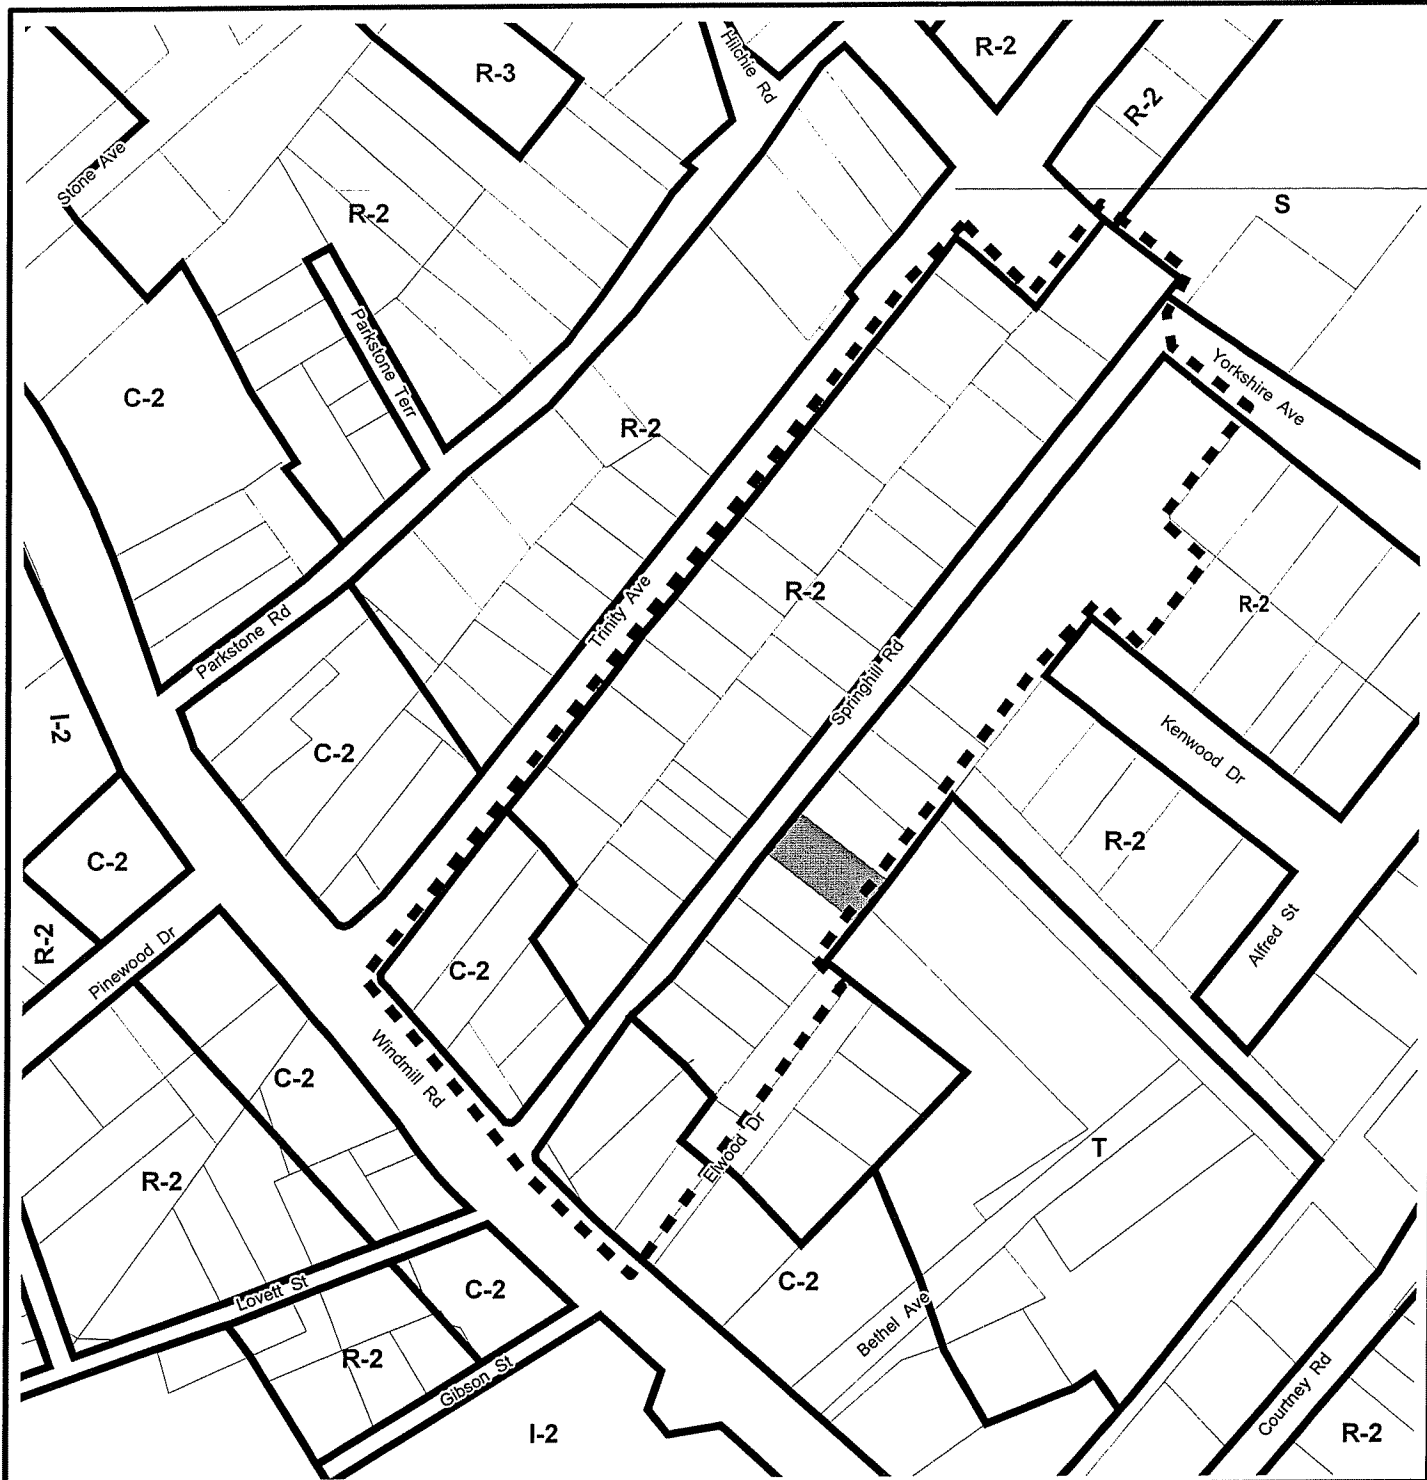 R-2
R-3
Hilchie Rd
R-2
Stone Ave
R-2
S
Parkstone Terr
Yorkshire Ave
C-2
R-2
R-2
Trinity Ave
R-2
Parkstone Rd
Springhill Rd
I-2
C-2
Kenwood Dr
R-2
C-2
R-2
Pinewood Dr
Alfred St
C-2
Windmill Rd
C-2
Elwood Dr
T
R-2
Lovett St
C-2
C-2
Bethel Ave
R-2
Gibson St
Courtney Rd
I-2
R-2